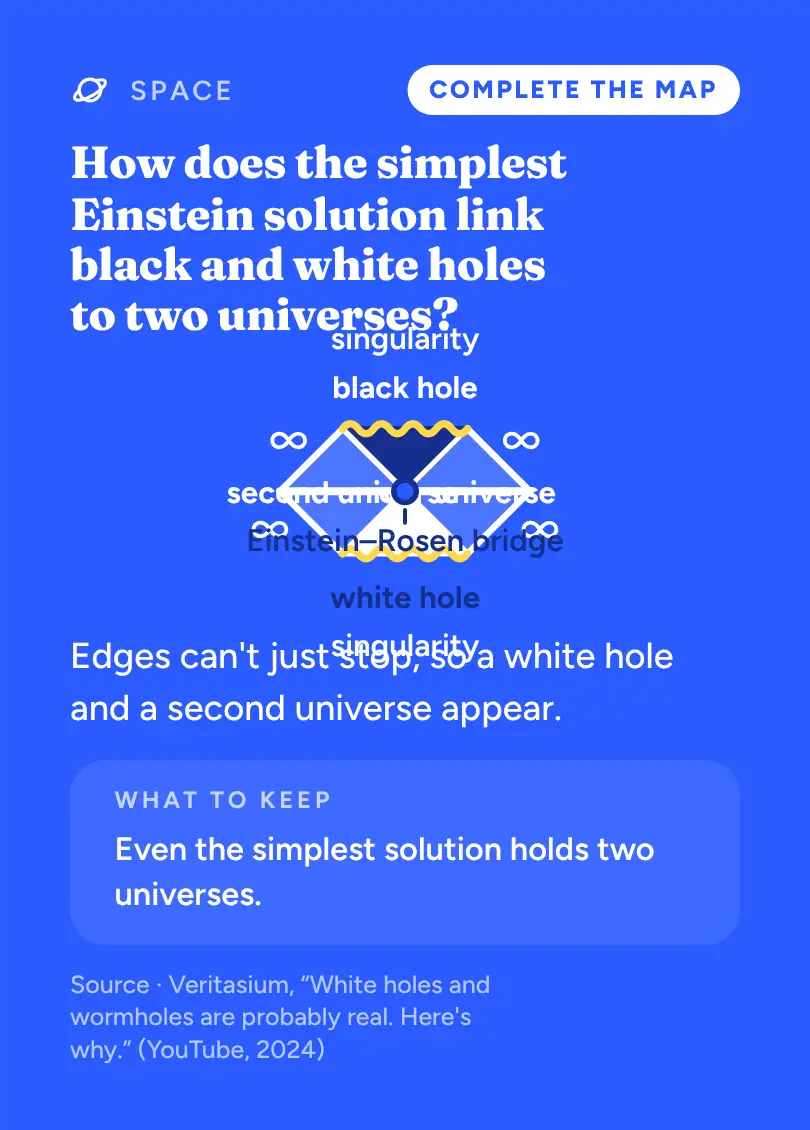 SPACE
COMPLETE THE MAP
How does the simplest
Einstein solution link
black and white holes
to two universes?
singularity
black hole
∞ ∞
second universe
∞ ∞
Einstein–Rosen bridge
white hole
singularity
Edges can't just stop, so a white hole
and a second universe appear.
WHAT TO KEEP
Even the simplest solution holds two
universes.
Source · Veritasium, “White holes and
wormholes are probably real. Here's
why.” (YouTube, 2024)